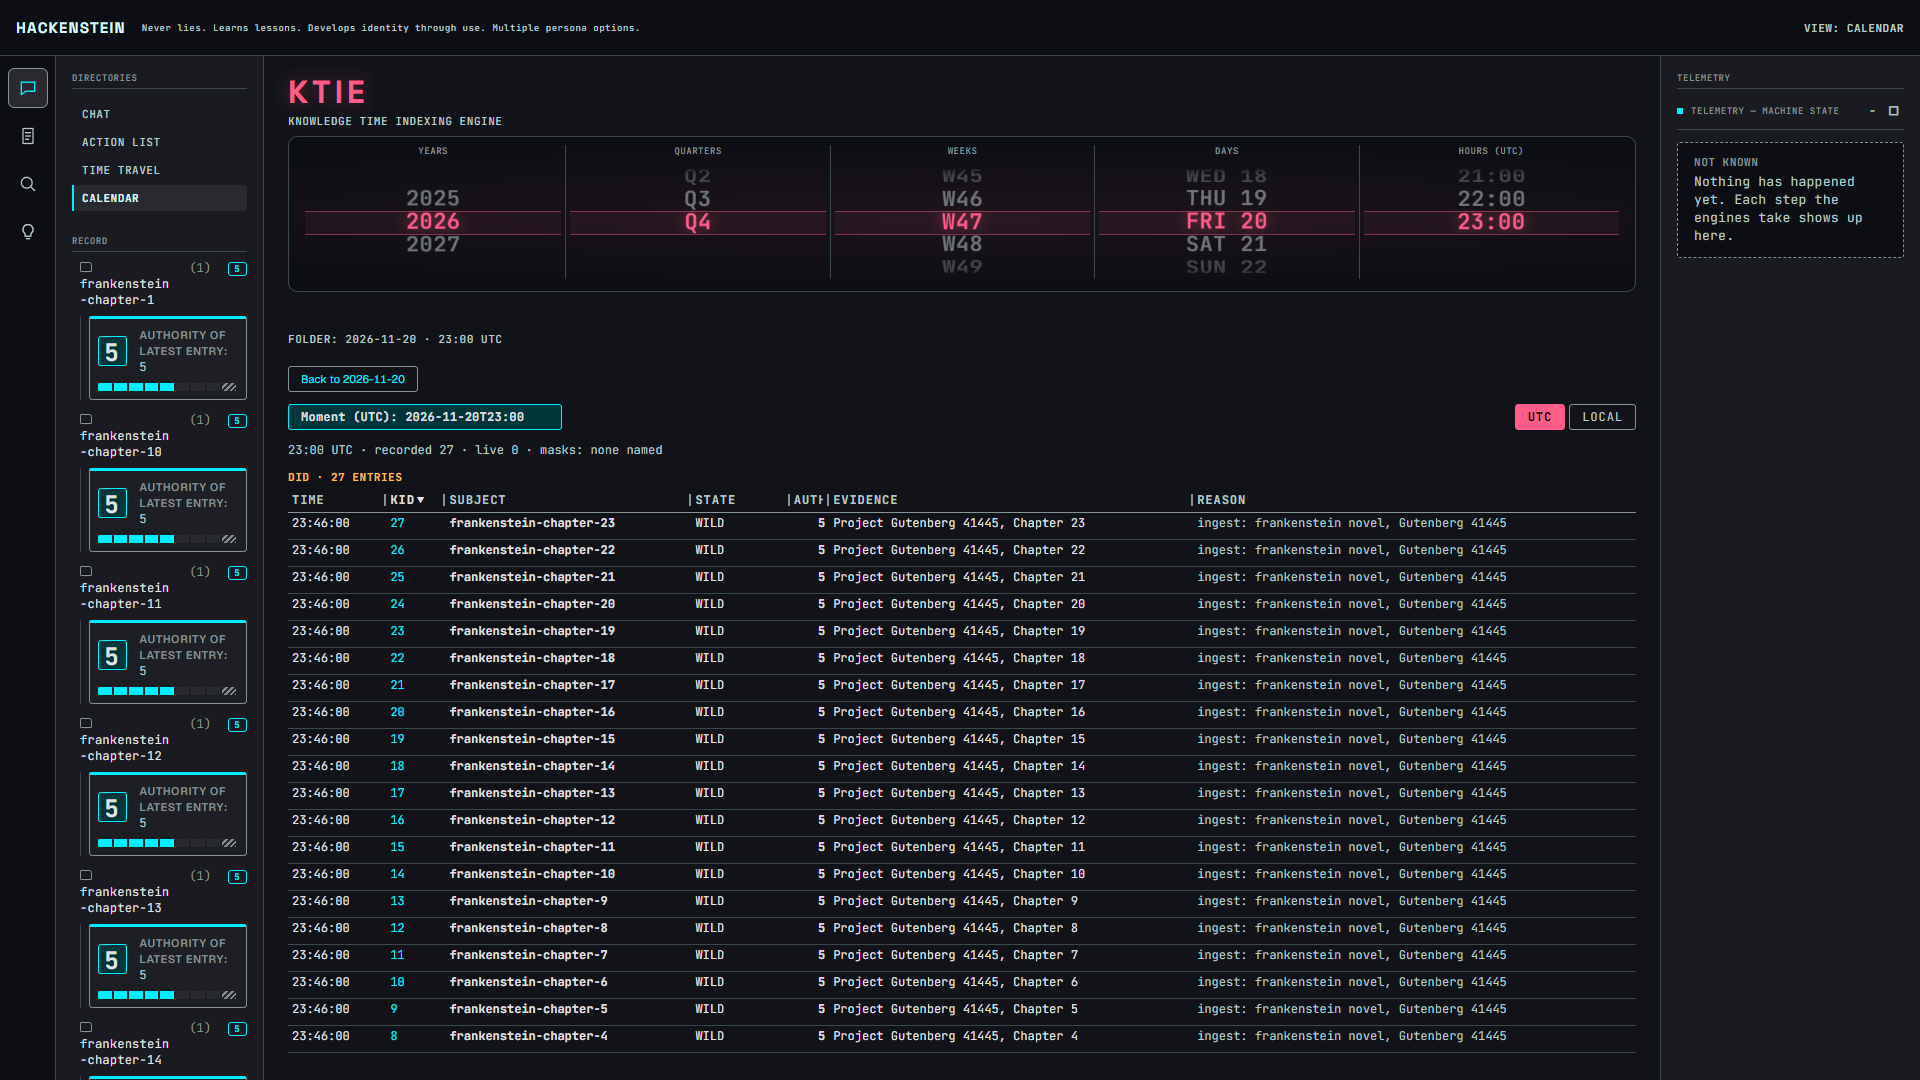 HACKENSTEIN
Never lies. Learns lessons. Develops identity through use. Multiple persona options.
VIEW: CALENDAR
DIRECTORIES
CHAT
ACTION LIST
TIME TRAVEL
CALENDAR
RECORD
(1) 5
frankenstein
-chapter-1
5
AUTHORITY OF
LATEST ENTRY:
5
(1) 5
frankenstein
-chapter-10
5
AUTHORITY OF
LATEST ENTRY:
5
(1) 5
frankenstein
-chapter-11
5
AUTHORITY OF
LATEST ENTRY:
5
(1) 5
frankenstein
-chapter-12
5
AUTHORITY OF
LATEST ENTRY:
5
(1) 5
frankenstein
-chapter-13
5
AUTHORITY OF
LATEST ENTRY:
5
(1) 5
frankenstein
-chapter-14
KTIE
KNOWLEDGE TIME INDEXING ENGINE
YEARS
2025
2026
2027
QUARTERS
Q2
Q3
Q4
WEEKS
W45
W46
W47
W48
W49
DAYS
WED 18
THU 19
FRI 20
SAT 21
SUN 22
HOURS (UTC)
21:00
22:00
23:00
FOLDER: 2026-11-20 · 23:00 UTC
Back to 2026-11-20
Moment (UTC): 2026-11-20T23:00
UTC LOCAL
23:00 UTC · recorded 27 · live 0 · masks: none named
DID · 27 ENTRIES
TIME KID▼ SUBJECT STATE AUTH EVIDENCE REASON
23:46:00 27 frankenstein-chapter-23 WILD 5 Project Gutenberg 41445, Chapter 23 ingest: frankenstein novel, Gutenberg 41445
23:46:00 26 frankenstein-chapter-22 WILD 5 Project Gutenberg 41445, Chapter 22 ingest: frankenstein novel, Gutenberg 41445
23:46:00 25 frankenstein-chapter-21 WILD 5 Project Gutenberg 41445, Chapter 21 ingest: frankenstein novel, Gutenberg 41445
23:46:00 24 frankenstein-chapter-20 WILD 5 Project Gutenberg 41445, Chapter 20 ingest: frankenstein novel, Gutenberg 41445
23:46:00 23 frankenstein-chapter-19 WILD 5 Project Gutenberg 41445, Chapter 19 ingest: frankenstein novel, Gutenberg 41445
23:46:00 22 frankenstein-chapter-18 WILD 5 Project Gutenberg 41445, Chapter 18 ingest: frankenstein novel, Gutenberg 41445
23:46:00 21 frankenstein-chapter-17 WILD 5 Project Gutenberg 41445, Chapter 17 ingest: frankenstein novel, Gutenberg 41445
23:46:00 20 frankenstein-chapter-16 WILD 5 Project Gutenberg 41445, Chapter 16 ingest: frankenstein novel, Gutenberg 41445
23:46:00 19 frankenstein-chapter-15 WILD 5 Project Gutenberg 41445, Chapter 15 ingest: frankenstein novel, Gutenberg 41445
23:46:00 18 frankenstein-chapter-14 WILD 5 Project Gutenberg 41445, Chapter 14 ingest: frankenstein novel, Gutenberg 41445
23:46:00 17 frankenstein-chapter-13 WILD 5 Project Gutenberg 41445, Chapter 13 ingest: frankenstein novel, Gutenberg 41445
23:46:00 16 frankenstein-chapter-12 WILD 5 Project Gutenberg 41445, Chapter 12 ingest: frankenstein novel, Gutenberg 41445
23:46:00 15 frankenstein-chapter-11 WILD 5 Project Gutenberg 41445, Chapter 11 ingest: frankenstein novel, Gutenberg 41445
23:46:00 14 frankenstein-chapter-10 WILD 5 Project Gutenberg 41445, Chapter 10 ingest: frankenstein novel, Gutenberg 41445
23:46:00 13 frankenstein-chapter-9 WILD 5 Project Gutenberg 41445, Chapter 9 ingest: frankenstein novel, Gutenberg 41445
23:46:00 12 frankenstein-chapter-8 WILD 5 Project Gutenberg 41445, Chapter 8 ingest: frankenstein novel, Gutenberg 41445
23:46:00 11 frankenstein-chapter-7 WILD 5 Project Gutenberg 41445, Chapter 7 ingest: frankenstein novel, Gutenberg 41445
23:46:00 10 frankenstein-chapter-6 WILD 5 Project Gutenberg 41445, Chapter 6 ingest: frankenstein novel, Gutenberg 41445
23:46:00 9 frankenstein-chapter-5 WILD 5 Project Gutenberg 41445, Chapter 5 ingest: frankenstein novel, Gutenberg 41445
23:46:00 8 frankenstein-chapter-4 WILD 5 Project Gutenberg 41445, Chapter 4 ingest: frankenstein novel, Gutenberg 41445
TELEMETRY
TELEMETRY — MACHINE STATE
NOT KNOWN
Nothing has happened
yet. Each step the
engines take shows up
here.